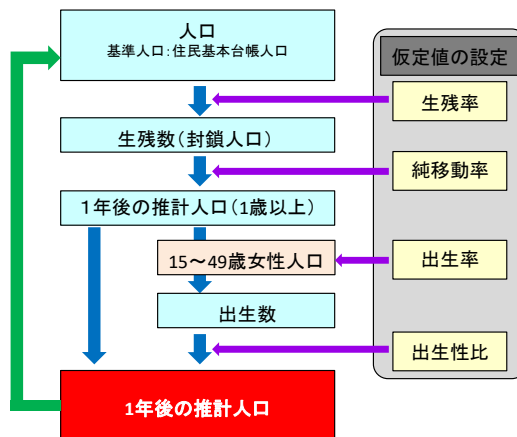 人口
基準人口：住民基本台帳人口
仮定値の設定
生残率
生残数（封鎖人口）
純移動率
１年後の推計人口（1歳以上）
15～49歳女性人口
出生率
出生数
出生性比
1年後の推計人口